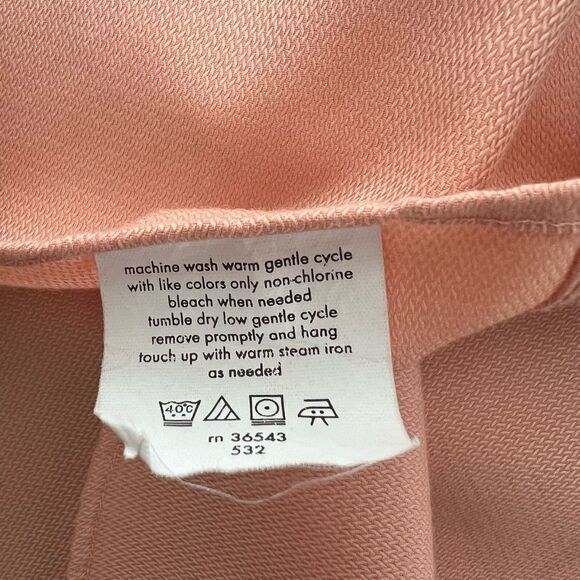 machine wash warm gentle cycle
with like colors only non-chlorine
bleach when needed
tumble dry low gentle cycle
remove promptly and hang
touch up with warm steam iron
as needed
40°C
rn 36543
532